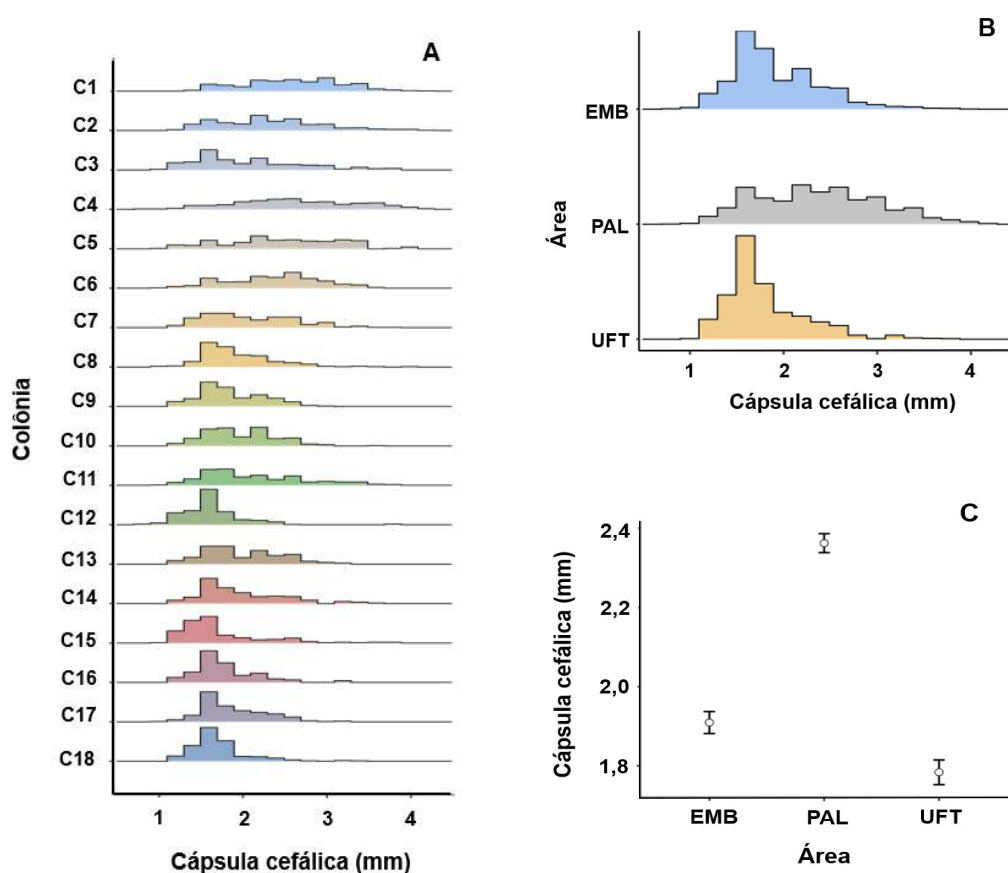 A
C1
C2
C3
C4
C5
C6
C7
C8
C9
C10
C11
C12
C13
C14
C15
C16
C17
C18
Colônia
1 2 3 4
Cápsula cefálica (mm)
B
EMB
PAL
UFT
Área
1 2 3 4
Cápsula cefálica (mm)
C
2,4
2,2
2,0
1,8
Cápsula cefálica (mm)
EMB PAL UFT
Área